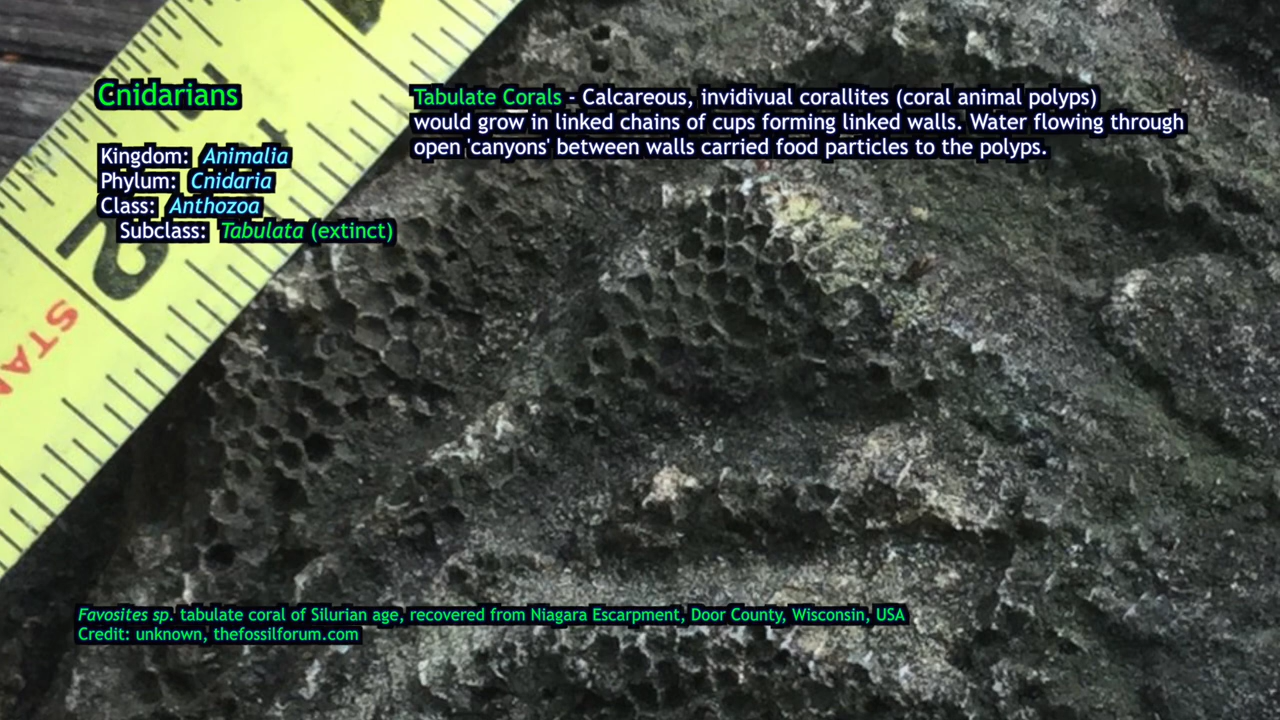 Cnidarians
Kingdom: Animalia
Phylum: Cnidaria
Class: Anthozoa
Subclass: Tabulata (extinct)
Tabulate Corals - Calcareous, invidivual corallites (coral animal polyps)
would grow in linked chains of cups forming linked walls. Water flowing through
open 'canyons' between walls carried food particles to the polyps.
2
Favosites sp. tabulate coral of Silurian age, recovered from Niagara Escarpment, Door County, Wisconsin, USA
Credit: unknown, thefossilforum.com